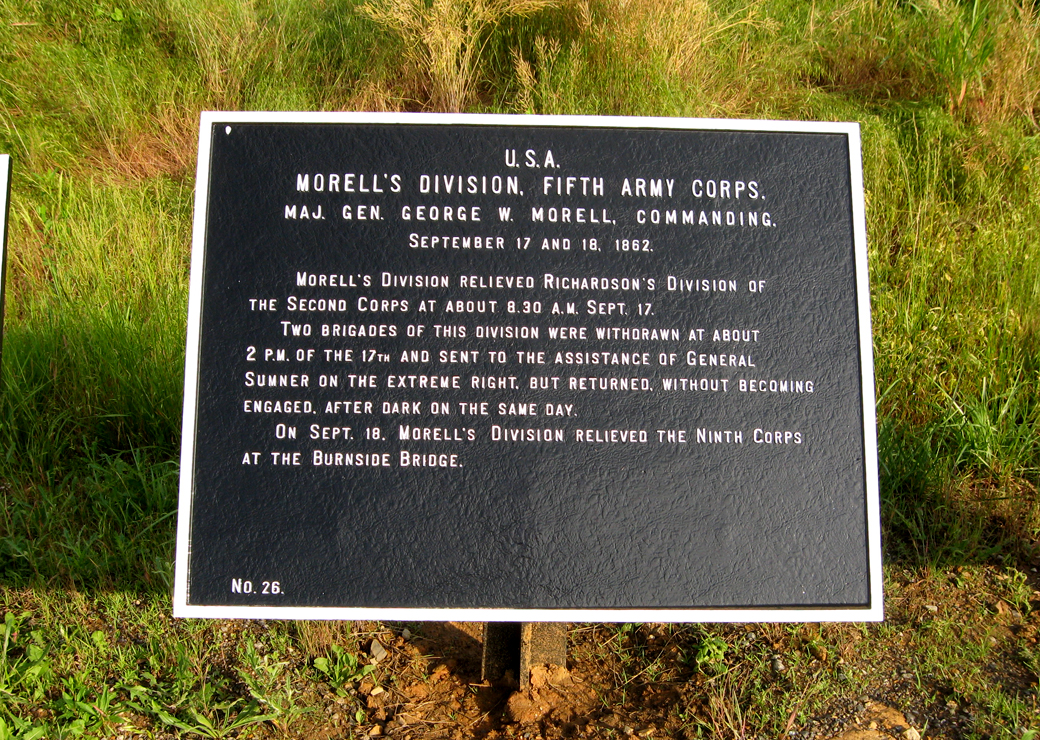 U.S.A.
MORELL'S DIVISION, FIFTH ARMY CORPS.
MAJ. GEN. GEORGE W. MORELL, COMMANDING.
SEPTEMBER 17 AND 18, 1862.
MORELL'S DIVISION RELIEVED RICHARDSON'S DIVISION OF
THE SECOND CORPS AT ABOUT 8.30 A.M. SEPT. 17.
TWO BRIGADES OF THIS DIVISION WERE WITHDRAWN AT ABOUT
2 P.M. OF THE 17TH AND SENT TO THE ASSISTANCE OF GENERAL
SUMNER ON THE EXTREME RIGHT, BUT RETURNED, WITHOUT BECOMING
ENGAGED, AFTER DARK ON THE SAME DAY.
ON SEPT. 18, MORELL'S DIVISION RELIEVED THE NINTH CORPS
AT THE BURNSIDE BRIDGE.
NO. 26.